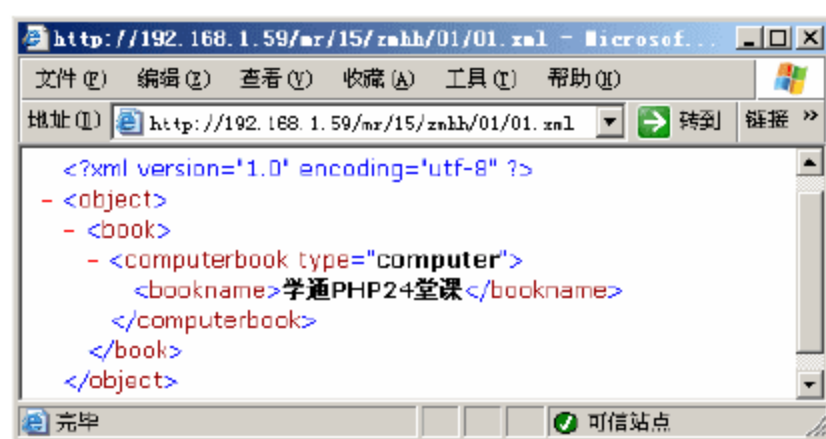 http://192.168.1.59/mr/15/zmhh/01/01.xml - Microsof...
文件(F) 编辑(E) 查看(V) 收藏(A) 工具(T) 帮助(H)
地址(D) http://192.168.1.59/mr/15/zmhh/01/01.xml 转到 链接 »
<?xml version="1.0" encoding="utf-8" ?>
- <object>
- <book>
- <computerbook type="computer">
<bookname>学通PHP24堂课</bookname>
</computerbook>
</book>
</object>
完毕 可信站点